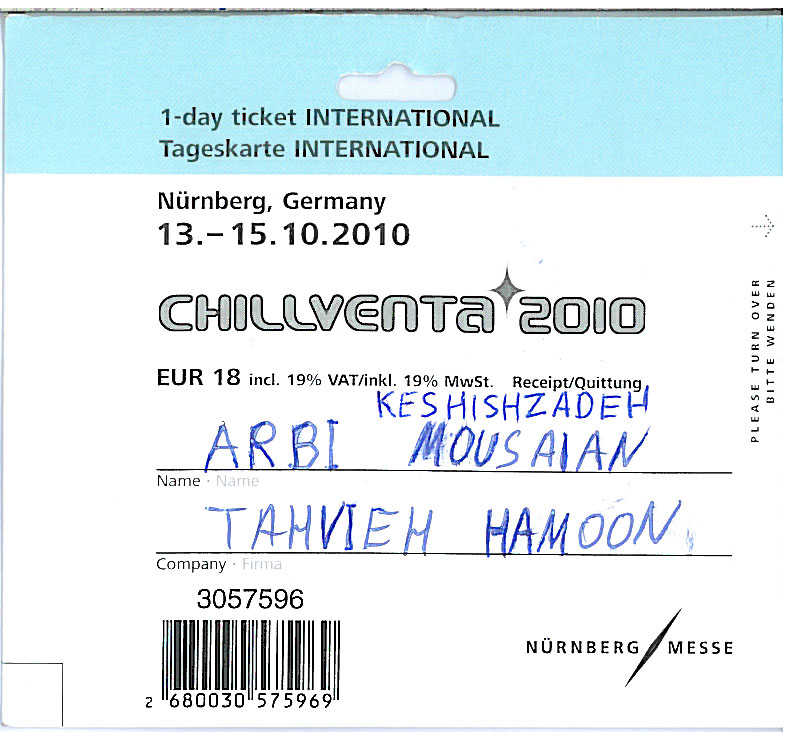 1-day ticket INTERNATIONAL
Tageskarte INTERNATIONAL
Nürnberg, Germany
13.–15.10.2010
CHILLVENTA 2010
EUR 18 incl. 19% VAT/inkl. 19% MwSt. Receipt/Quittung
KESHISHZADEH
ARBI MOUSAIAN
Name · Name
TAHVIEH HAMOON
Company · Firma
3057596
2 680030 575969
NÜRNBERG MESSE
PLEASE TURN OVER
BITTE WENDEN